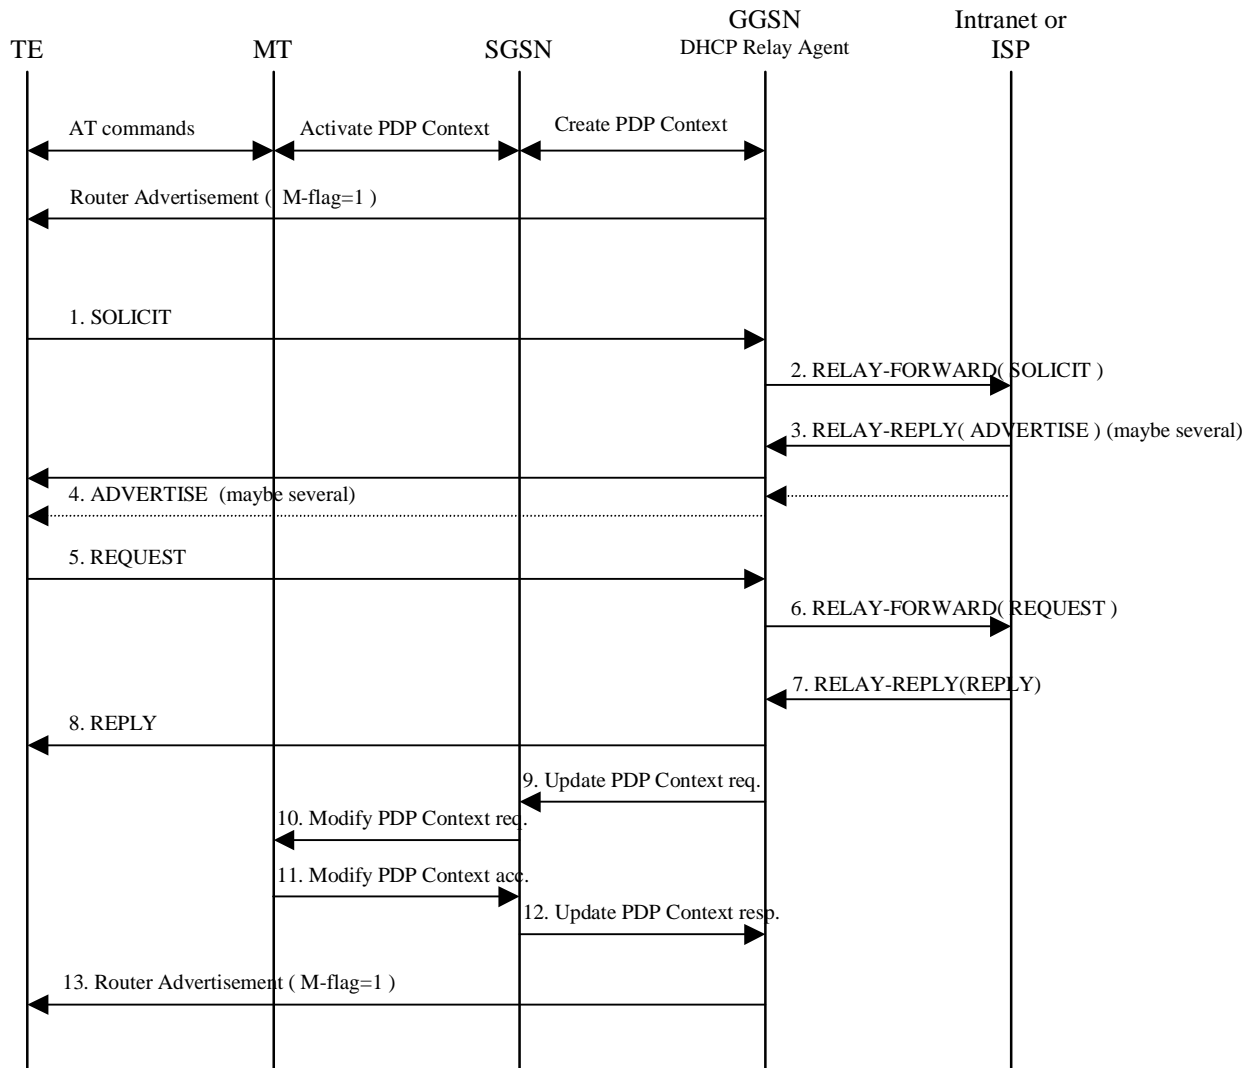 GGSN
Intranet or
TE
MT
SGSN
DHCP Relay Agent
ISP
AT commands
Activate PDP Context
Create PDP Context
Router Advertisement ( M-flag=1 )
1. SOLICIT
2. RELAY-FORWARD( SOLICIT )
3. RELAY-REPLY( ADVERTISE ) (maybe several)
4. ADVERTISE (maybe several)
5. REQUEST
6. RELAY-FORWARD( REQUEST )
7. RELAY-REPLY(REPLY)
8. REPLY
9. Update PDP Context req.
10. Modify PDP Context req.
11. Modify PDP Context acc.
12. Update PDP Context resp.
13. Router Advertisement ( M-flag=1 )